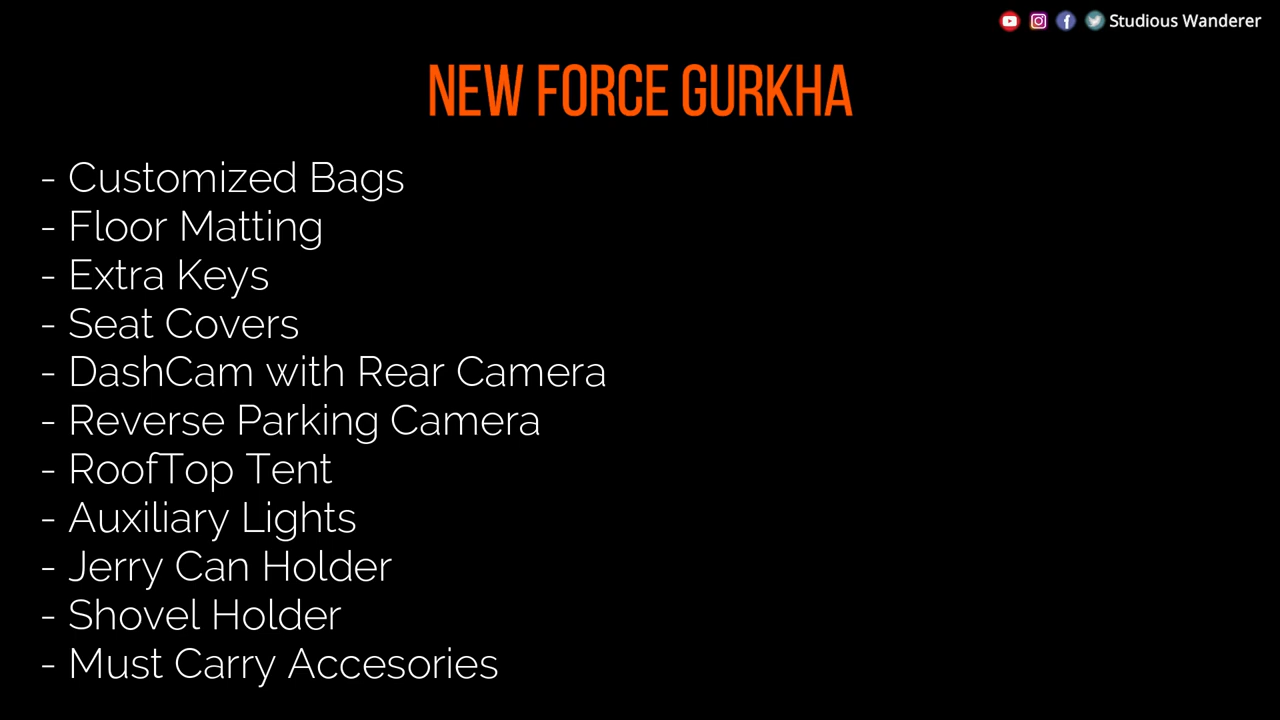 Studious Wanderer
NEW FORCE GURKHA
- Customized Bags
- Floor Matting
- Extra Keys
- Seat Covers
- DashCam with Rear Camera
- Reverse Parking Camera
- RoofTop Tent
- Auxiliary Lights
- Jerry Can Holder
- Shovel Holder
- Must Carry Accesories